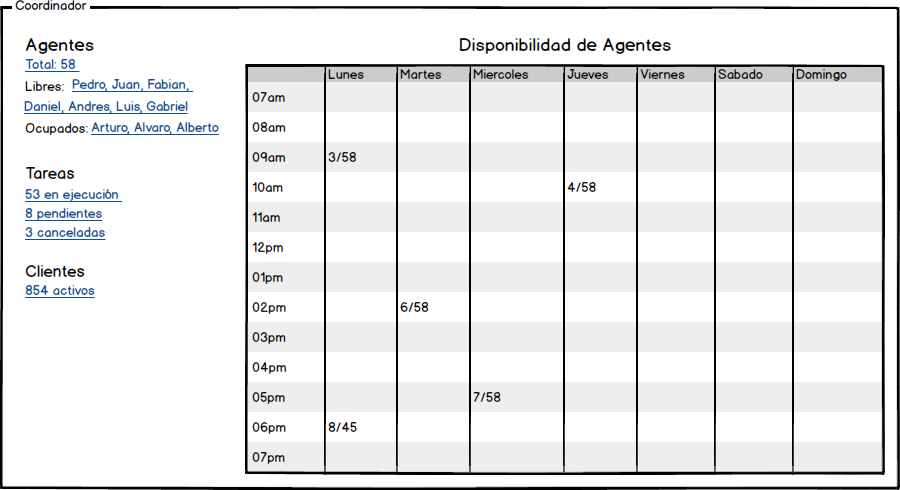 Coordinador
Agentes
Total: 58
Libres: Pedro, Juan, Fabian,
Daniel, Andres, Luis, Gabriel
Ocupados: Arturo, Alvaro, Alberto
Tareas
53 en ejecución
8 pendientes
3 canceladas
Clientes
854 activos
Disponibilidad de Agentes
Lunes Martes Miercoles Jueves Viernes Sabado Domingo
07am
08am
09am 3/58
10am 4/58
11am
12pm
01pm
02pm 6/58
03pm
04pm
05pm 7/58
06pm 8/45
07pm